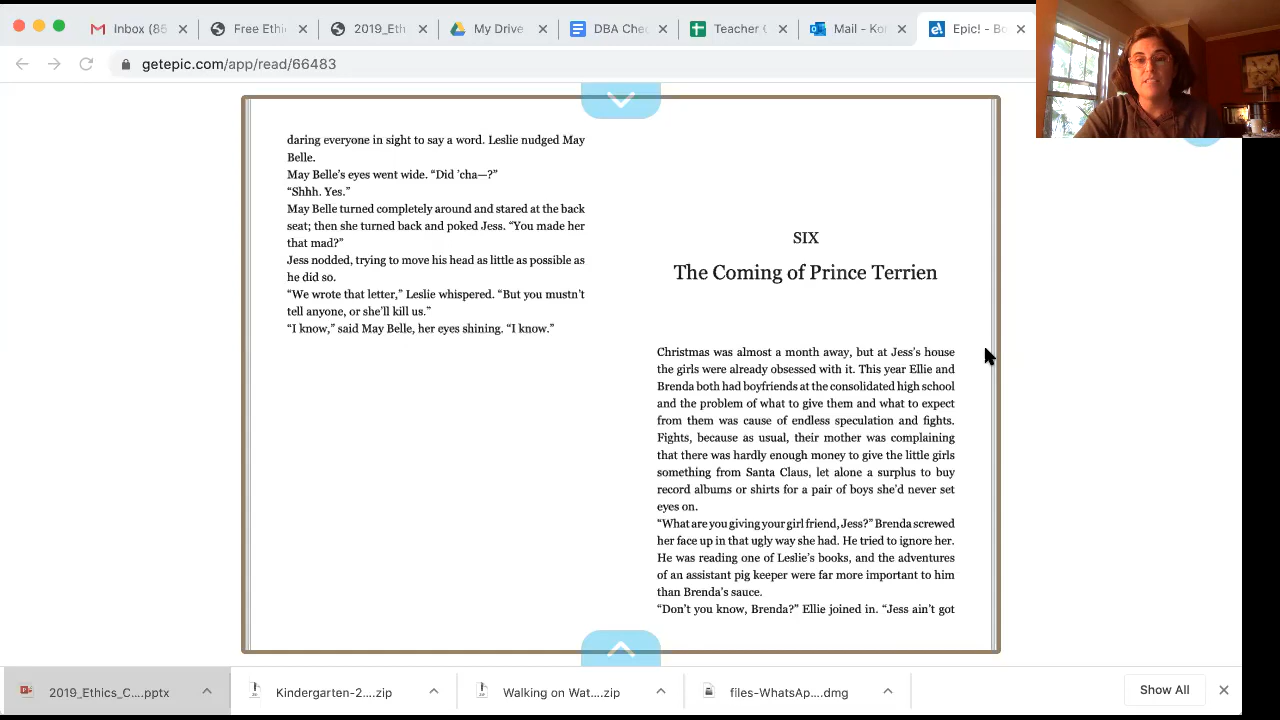 Inbox (86
Free Ethi
2019_Eth
My Drive
DBA Che
Teacher
Mail - Ko
Epic! - Bo
getepic.com/app/read/66483
daring everyone in sight to say a word. Leslie nudged May
Belle.
May Belle's eyes went wide. “Did ’cha—?”
“Shhh. Yes.”
May Belle turned completely around and stared at the back
seat; then she turned back and poked Jess. “You made her
that mad?”
Jess nodded, trying to move his head as little as possible as
he did so.
“We wrote that letter,” Leslie whispered. “But you mustn't
tell anyone, or she'll kill us.”
“I know,” said May Belle, her eyes shining. “I know.”
SIX
The Coming of Prince Terrien
Christmas was almost a month away, but at Jess's house
the girls were already obsessed with it. This year Ellie and
Brenda both had boyfriends at the consolidated high school
and the problem of what to give them and what to expect
from them was cause of endless speculation and fights.
Fights, because as usual, their mother was complaining
that there was hardly enough money to give the little girls
something from Santa Claus, let alone a surplus to buy
record albums or shirts for a pair of boys she'd never set
eyes on.
“What are you giving your girl friend, Jess?” Brenda screwed
her face up in that ugly way she had. He tried to ignore her.
He was reading one of Leslie's books, and the adventures
of an assistant pig keeper were far more important to him
than Brenda's sauce.
“Don't you know, Brenda?” Ellie joined in. “Jess ain't got
2019_Ethics_C....pptx
Kindergarten-2....zip
Walking on Wat....zip
files-WhatsAp....dmg
Show All